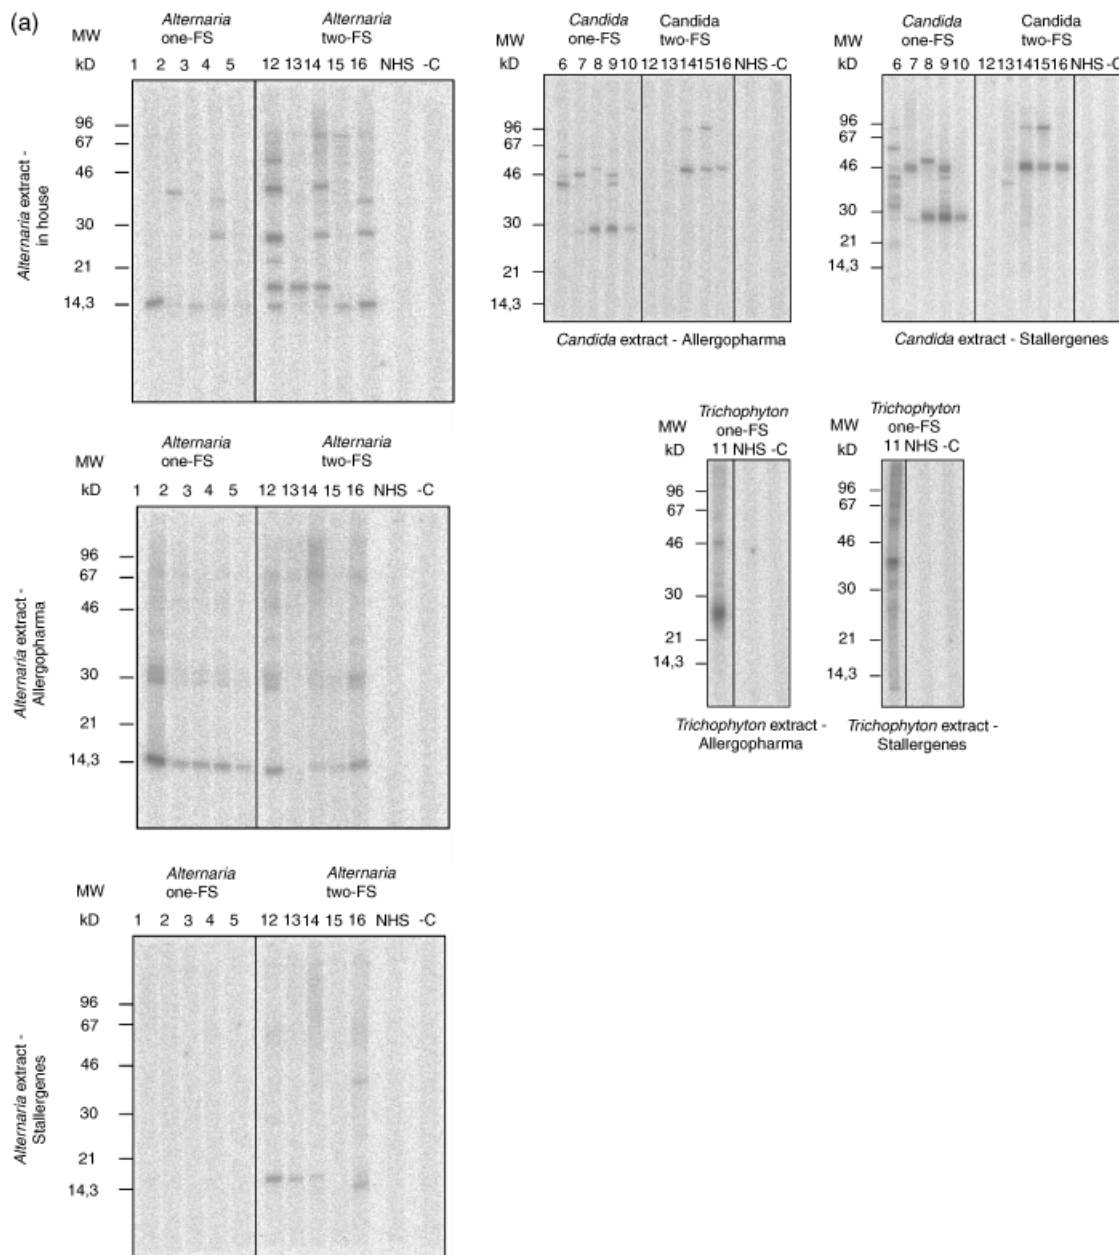 (a)
Alternaria
one-FS
Alternaria
two-FS
MW
kD
1 2 3 4 5 12 13 14 15 16 NHS -C
96
67
46
30
21
14,3
Alternaria extract -
in house
Candida
one-FS
Candida
two-FS
MW
kD
6 7 8 9 10 12 13 141516 NHS -C
96
67
46
30
21
14,3
Candida extract - Allergopharma
Candida
one-FS
Candida
two-FS
MW
kD
6 7 8 9 10 12 13 141516 NHS -C
96
67
46
30
21
14,3
Candida extract - Stallergenes
Alternaria
one-FS
Alternaria
two-FS
MW
kD
1 2 3 4 5 12 13 14 15 16 NHS -C
96
67
46
30
21
14,3
Alternaria extract -
Allergopharma
Trichophyton
one-FS
MW
kD
11 NHS -C
96
67
46
30
21
14,3
Trichophyton extract -
Allergopharma
Trichophyton
one-FS
MW
kD
11 NHS -C
96
67
46
30
21
14,3
Trichophyton extract -
Stallergenes
Alternaria
one-FS
Alternaria
two-FS
MW
kD
1 2 3 4 5 12 13 14 15 16 NHS -C
96
67
46
30
21
14,3
Alternaria extract -
Stallergenes